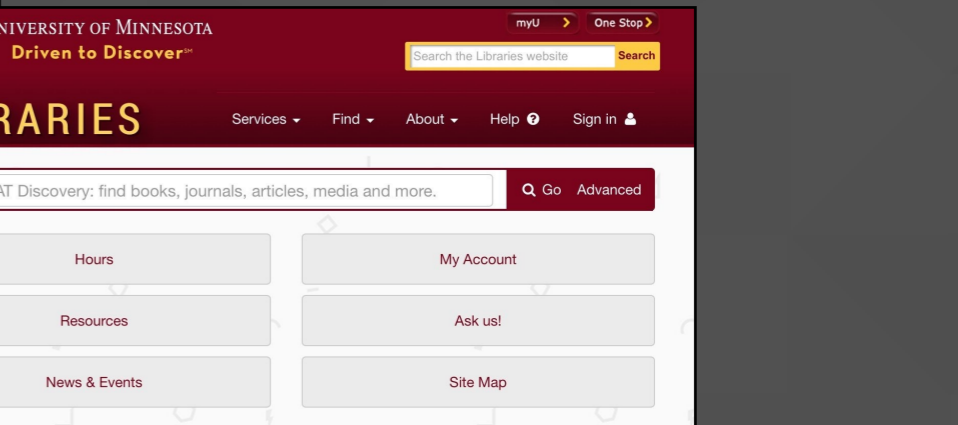 NIVERSITY OF MINNESOTA
Driven to Discover℠
myU One Stop
Search the Libraries website Search
RARIES
Services Find About Help Sign in
AT Discovery: find books, journals, articles, media and more. Go Advanced
Hours My Account
Resources Ask us!
News & Events Site Map